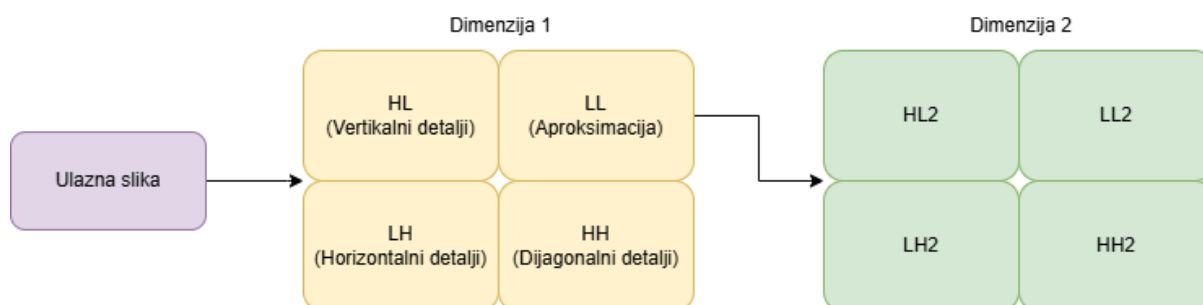 Dimenzija 1
Dimenzija 2
Ulazna slika
HL
(Vertikalni detalji)
LL
(Aproksimacija)
LH
(Horizontalni detalji)
HH
(Dijagonalni detalji)
HL2
LL2
LH2
HH2